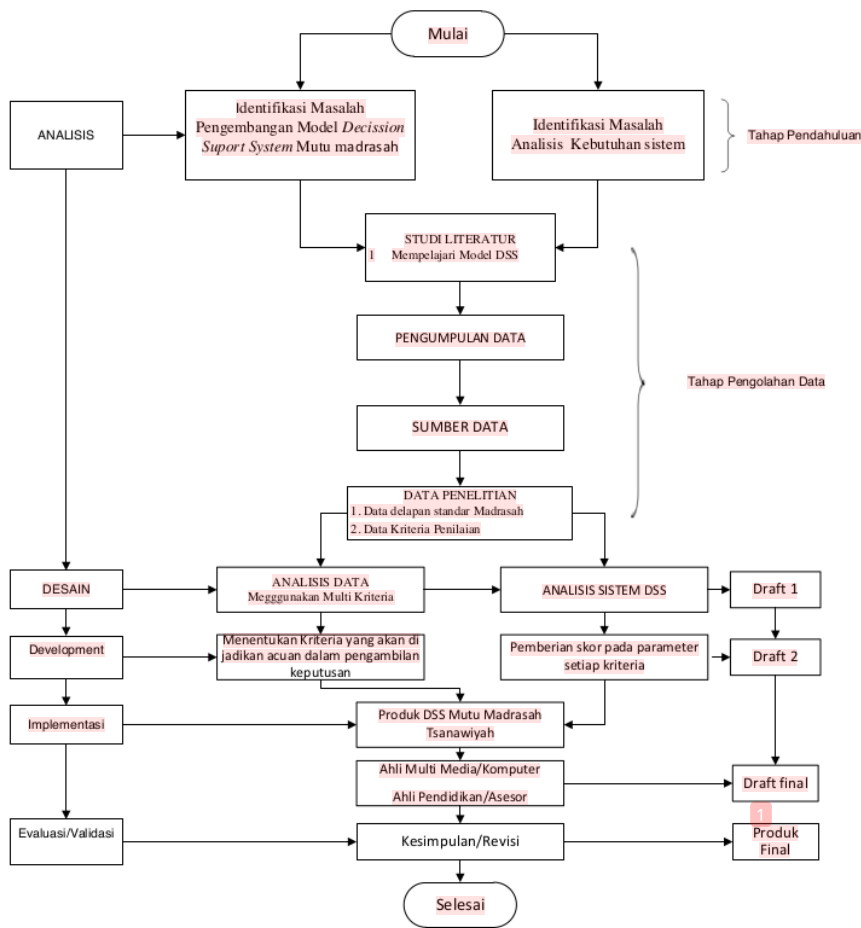 Mulai
ANALISIS
Identifikasi Masalah
Pengembangan Model Decission
Suport System Mutu madrasah
Identifikasi Masalah
Analisis Kebutuhan sistem
Tahap Pendahuluan
STUDI LITERATUR
1 Mempelajari Model DSS
PENGUMPULAN DATA
Tahap Pengolahan Data
SUMBER DATA
DATA PENELITIAN
1. Data delapan standar Madrasah
2. Data Kriteria Penilaian
DESAIN
ANALISIS DATA
Megggunakan Multi Kriteria
ANALISIS SISTEM DSS
Draft 1
Development
Menentukan Kriteria yang akan di
jadikan acuan dalam pengambilan
keputusan
Pemberian skor pada parameter
setiap kriteria
Draft 2
Implementasi
Produk DSS Mutu Madrasah
Tsanawiyah
Ahli Multi Media/Komputer
Ahli Pendidikan/Asesor
Draft final
1
Evaluasi/Validasi
Kesimpulan/Revisi
Produk
Final
Selesai